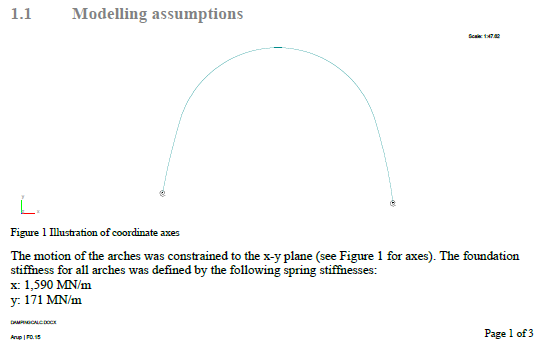 1.1 Modelling assumptions
Scale: 1:47.02
Figure 1 Illustration of coordinate axes
The motion of the arches was constrained to the x-y plane (see Figure 1 for axes). The foundation
stiffness for all arches was defined by the following spring stiffnesses:
x: 1,590 MN/m
y: 171 MN/m
DAMPINGCALC.DOCX
Arup | F0.15
Page 1 of 3